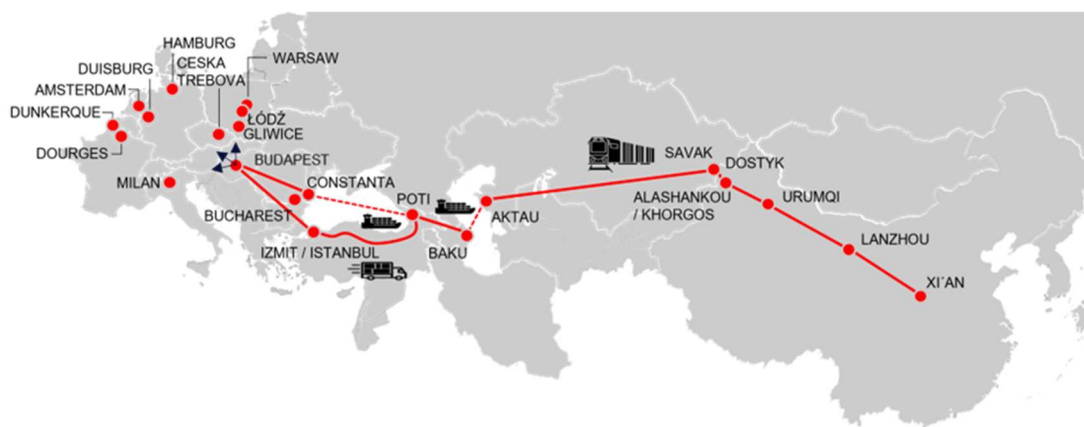 HAMBURG
CESKA
TREBOVA
DUISBURG
AMSTERDAM
DUNKERQUE
DOURGES
WARSAW
ŁÓDŹ
GLIWICE
BUDAPEST
MILAN
CONSTANTA
BUCHAREST
IZMIT / ISTANBUL
POTI
BAKU
AKTAU
SAVAK
DOSTYK
ALASHANKOU
/ KHORGOS
URUMQI
LANZHOU
XI´AN